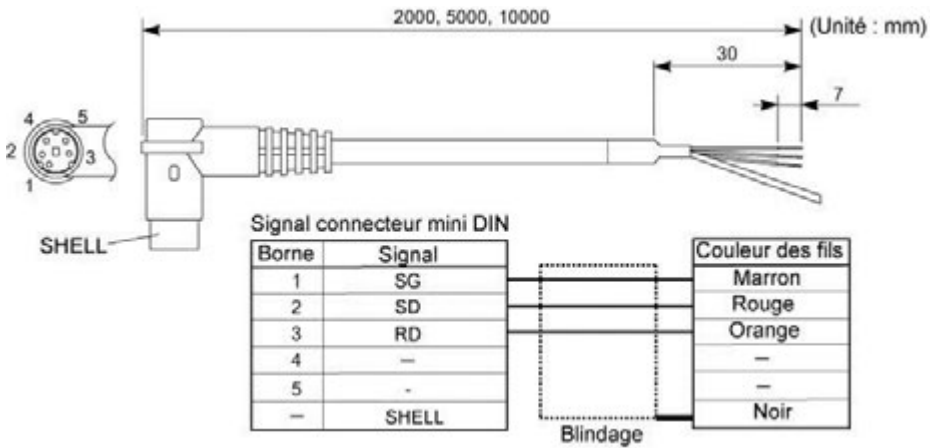 2000, 5000, 10000
(Unité : mm)
30
7
4 5
2 3
1
SHELL
Signal connecteur mini DIN
Borne Signal Couleur des fils
1 SG Marron
2 SD Rouge
3 RD Orange
4 — –
5 - –
— SHELL Noir
Blindage